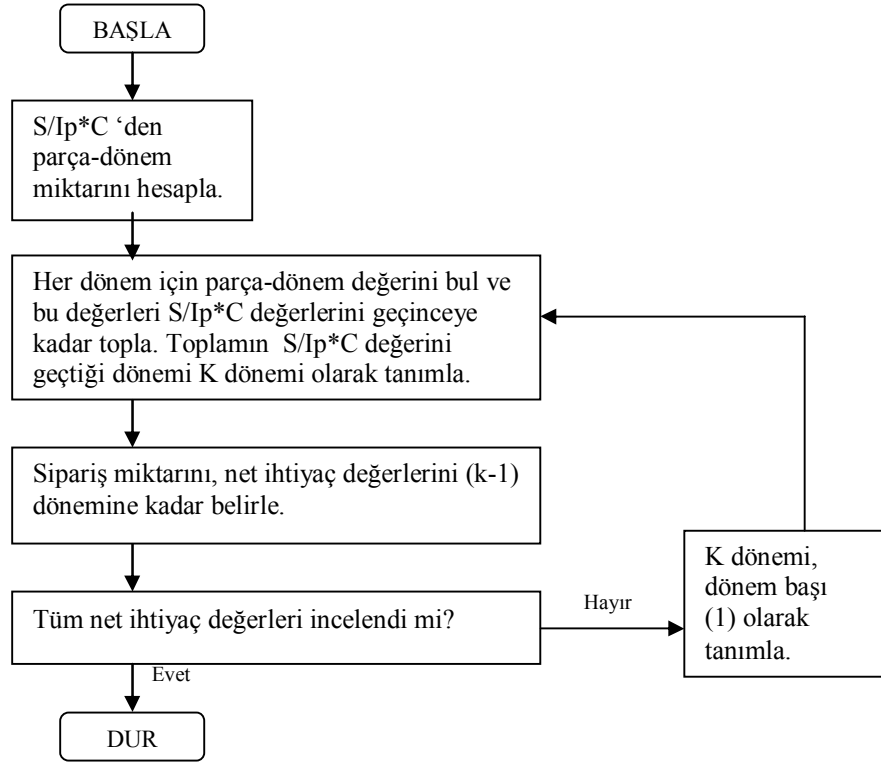 BAŞLA
S/Ip*C ‘den
parça-dönem
miktarını hesapla.
Her dönem için parça-dönem değerini bul ve
bu değerleri S/Ip*C değerlerini geçinceye
kadar topla. Toplamın S/Ip*C değerini
geçtiği dönemi K dönemi olarak tanımla.
Sipariş miktarını, net ihtiyaç değerlerini (k-1)
dönemine kadar belirle.
Tüm net ihtiyaç değerleri incelendi mi?
Hayır
K dönemi,
dönem başı
(1) olarak
tanımla.
Evet
DUR